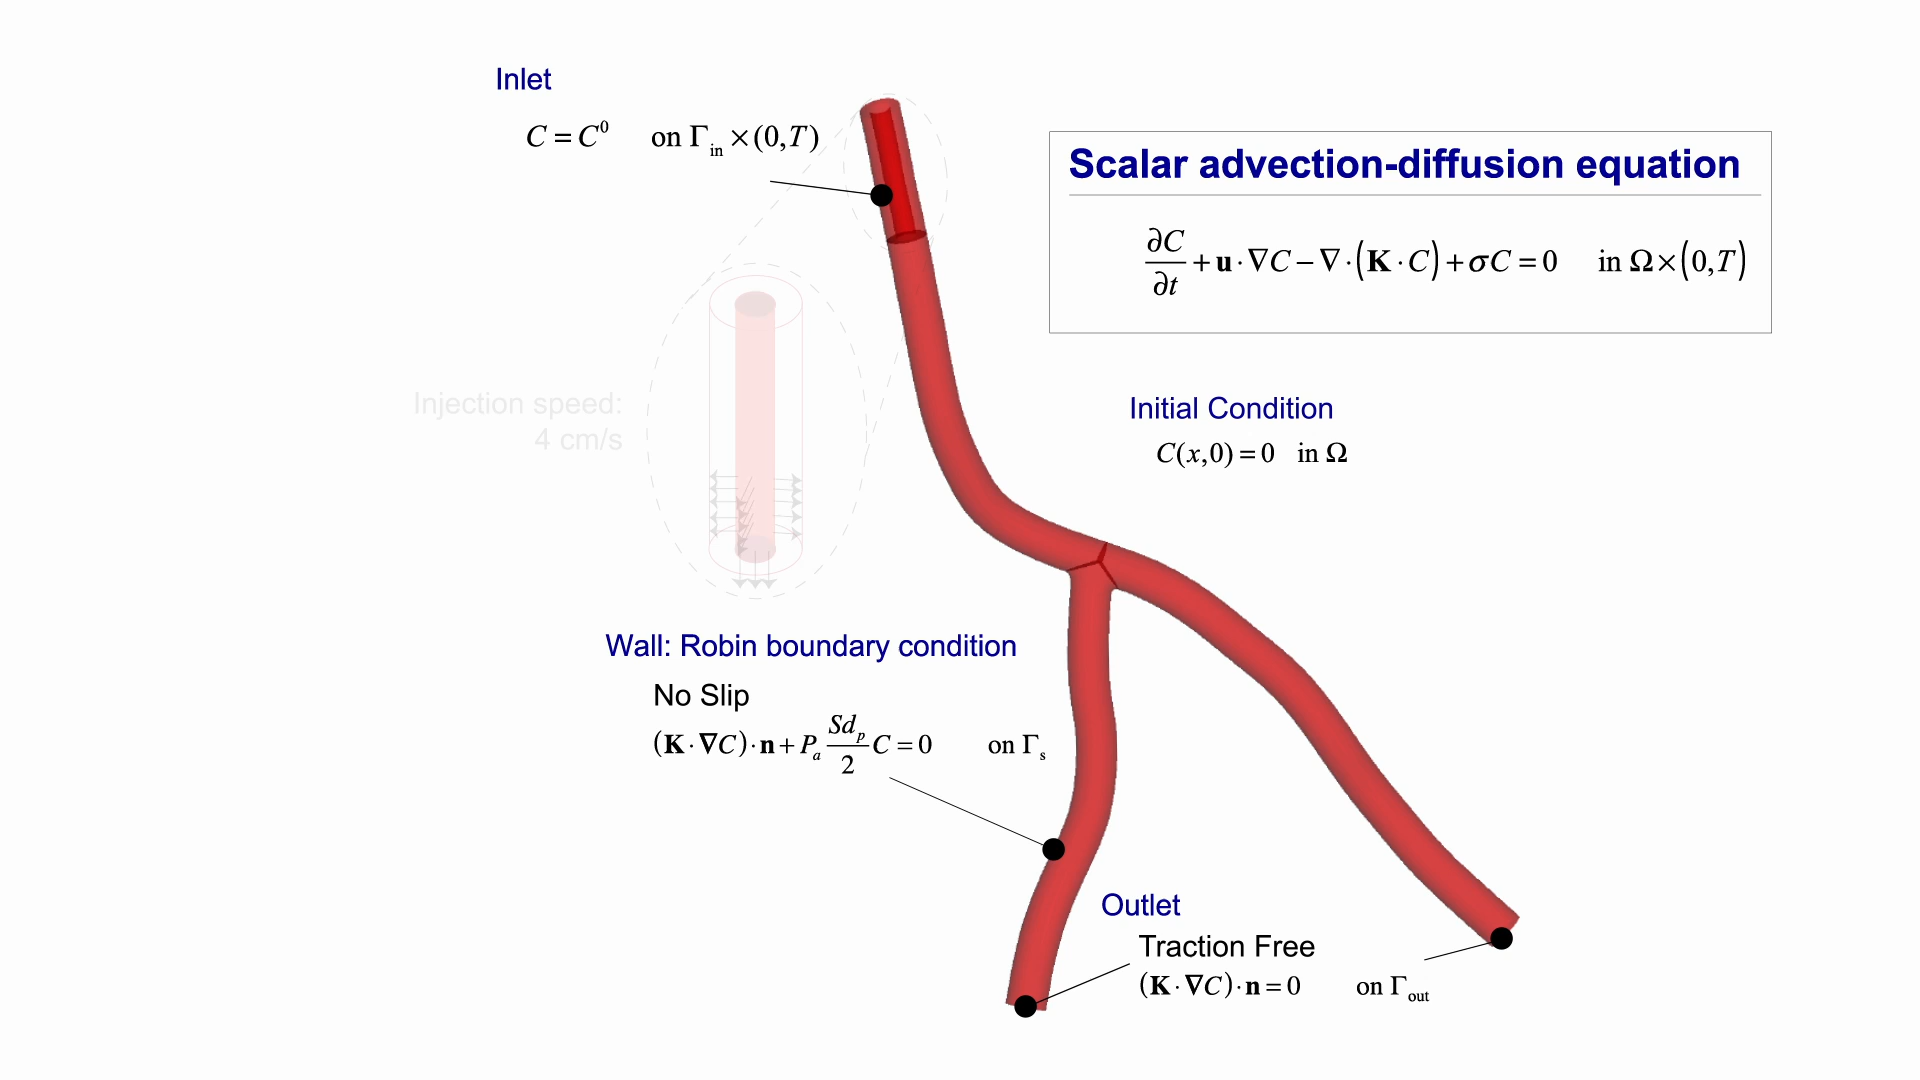 Inlet
C = C⁰ on Γ_in × (0,T)
Scalar advection-diffusion equation
∂C/∂t + u · ∇C − ∇ · (K · C) + σC = 0 in Ω × (0,T)
Injection speed:
4 cm/s
Initial Condition
C(x,0) = 0 in Ω
Wall: Robin boundary condition
No Slip
(K · ∇C) · n + P_a Sd_p/2 C = 0 on Γ_s
Outlet
Traction Free
(K · ∇C) · n = 0 on Γ_out